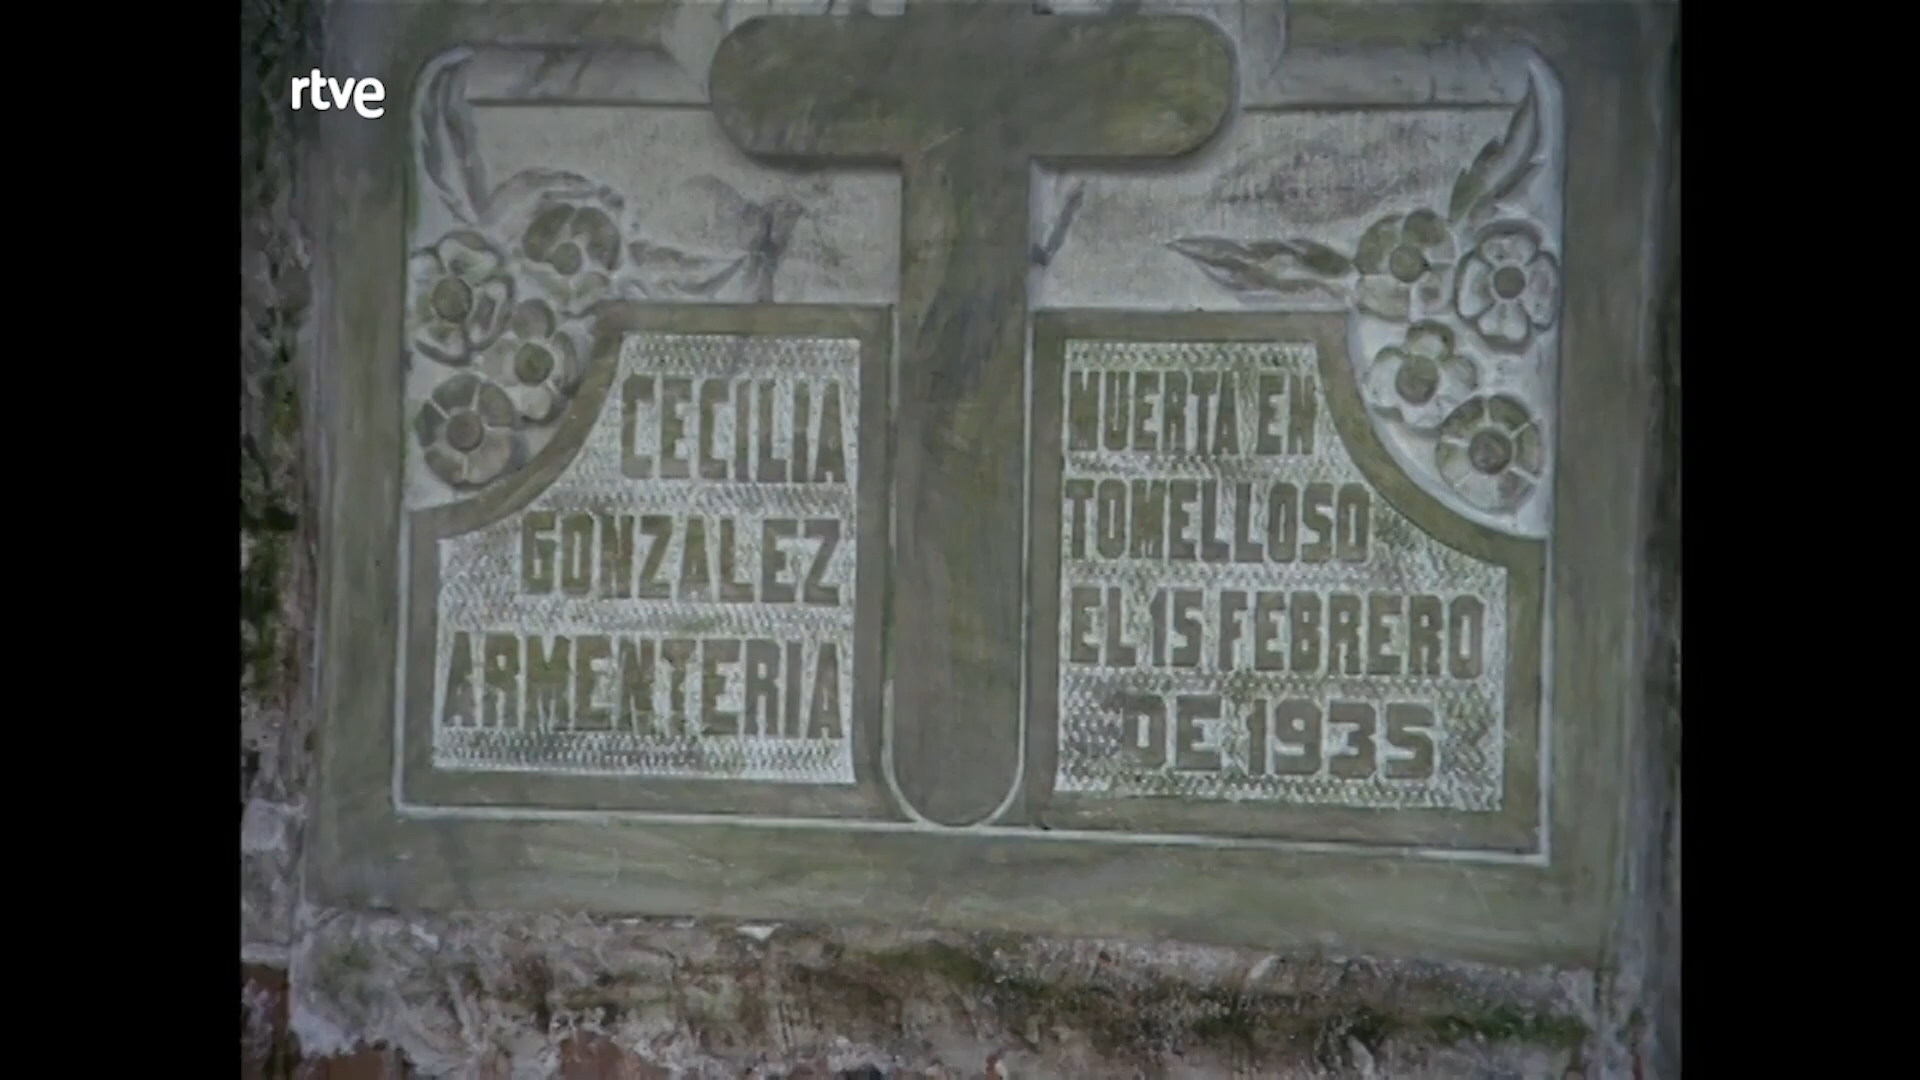 rtve
CECILIA
GONZALEZ
ARMENTERIA
MUERTA EN
TOMELLOSO
EL 15 FEBRERO
DE 1935